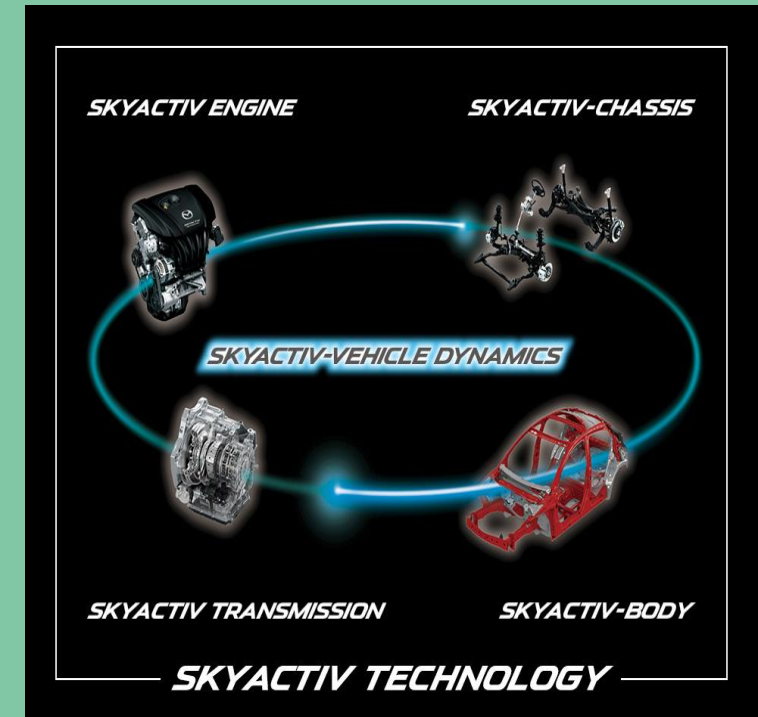 SKYACTIV ENGINE
SKYACTIV-CHASSIS
SKYACTIV-VEHICLE DYNAMICS
SKYACTIV TRANSMISSION
SKYACTIV-BODY
SKYACTIV TECHNOLOGY